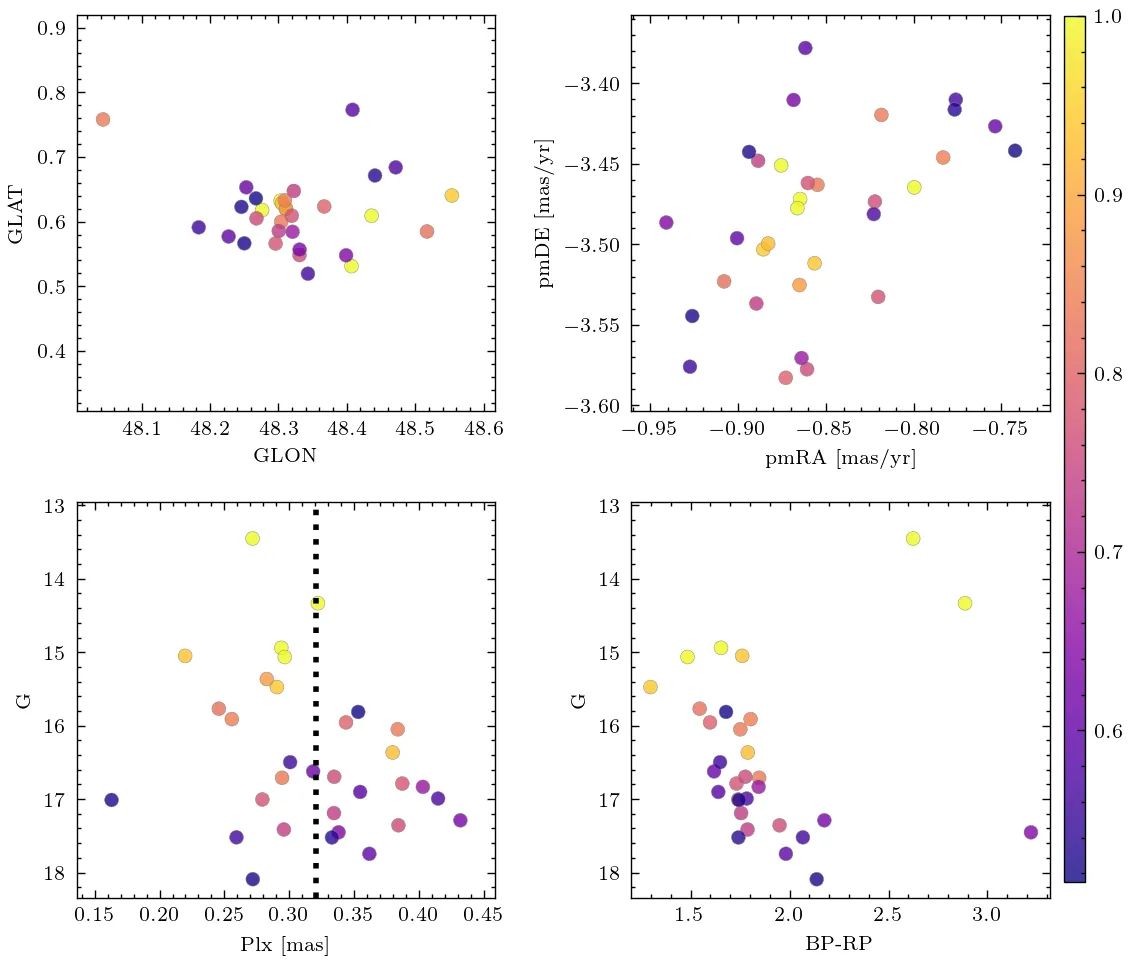 0.9
0.8
0.7
0.6
0.5
0.4
GLAT
48.1 48.2 48.3 48.4 48.5 48.6
GLON
−3.40
−3.45
−3.50
−3.55
−3.60
pmDE [mas/yr]
−0.95 −0.90 −0.85 −0.80 −0.75
pmRA [mas/yr]
13
14
15
16
17
18
G
0.15 0.20 0.25 0.30 0.35 0.40 0.45
Plx [mas]
13
14
15
16
17
18
G
1.5 2.0 2.5 3.0
BP-RP
1.0
0.9
0.8
0.7
0.6